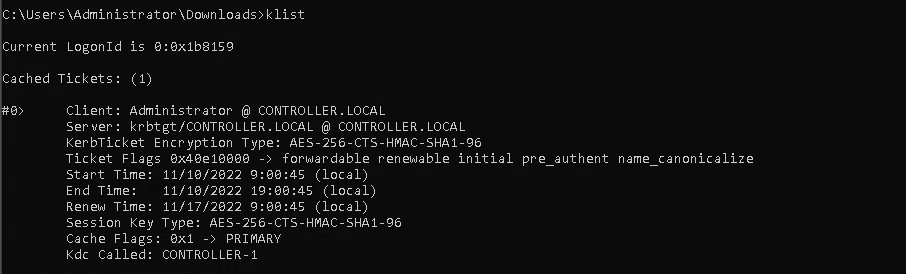 C:\Users\Administrator\Downloads>klist
Current LogonId is 0:0x1b8159
Cached Tickets: (1)
#0>     Client: Administrator @ CONTROLLER.LOCAL
        Server: krbtgt/CONTROLLER.LOCAL @ CONTROLLER.LOCAL
        KerbTicket Encryption Type: AES-256-CTS-HMAC-SHA1-96
        Ticket Flags 0x40e10000 -> forwardable renewable initial pre_authent name_canonicalize
        Start Time: 11/10/2022 9:00:45 (local)
        End Time:   11/10/2022 19:00:45 (local)
        Renew Time: 11/17/2022 9:00:45 (local)
        Session Key Type: AES-256-CTS-HMAC-SHA1-96
        Cache Flags: 0x1 -> PRIMARY
        Kdc Called: CONTROLLER-1